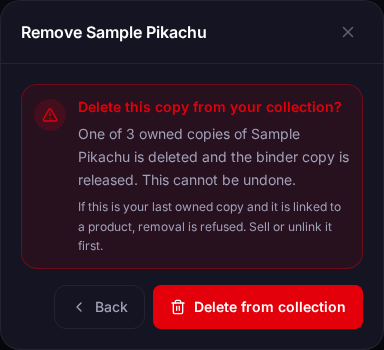 Remove Sample Pikachu
Delete this copy from your collection?
One of 3 owned copies of Sample
Pikachu is deleted and the binder copy is
released. This cannot be undone.
If this is your last owned copy and it is linked to
a product, removal is refused. Sell or unlink it
first.
Back
Delete from collection